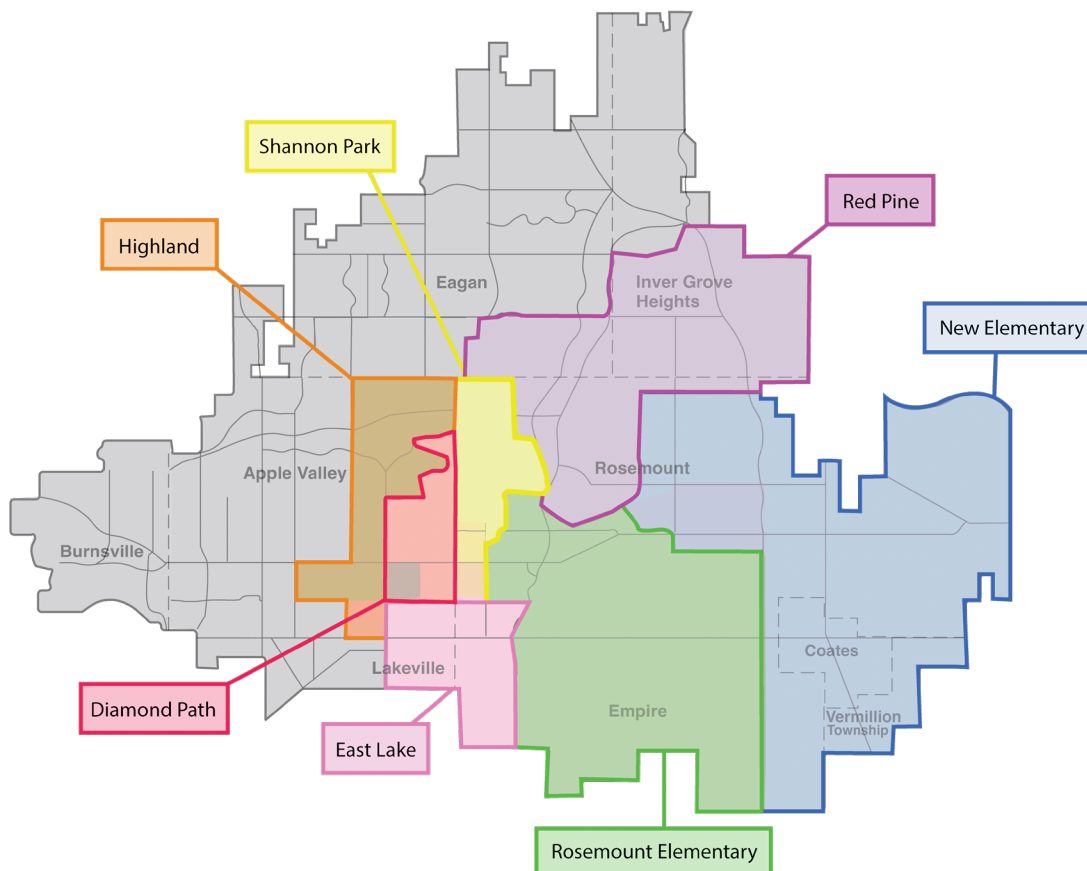 Shannon Park
Red Pine
Highland
Eagan
Inver Grove
Heights
New Elementary
Apple Valley
Rosemount
Burnsville
Coates
Lakeville
Diamond Path
Empire
Vermillion
Township
East Lake
Rosemount Elementary